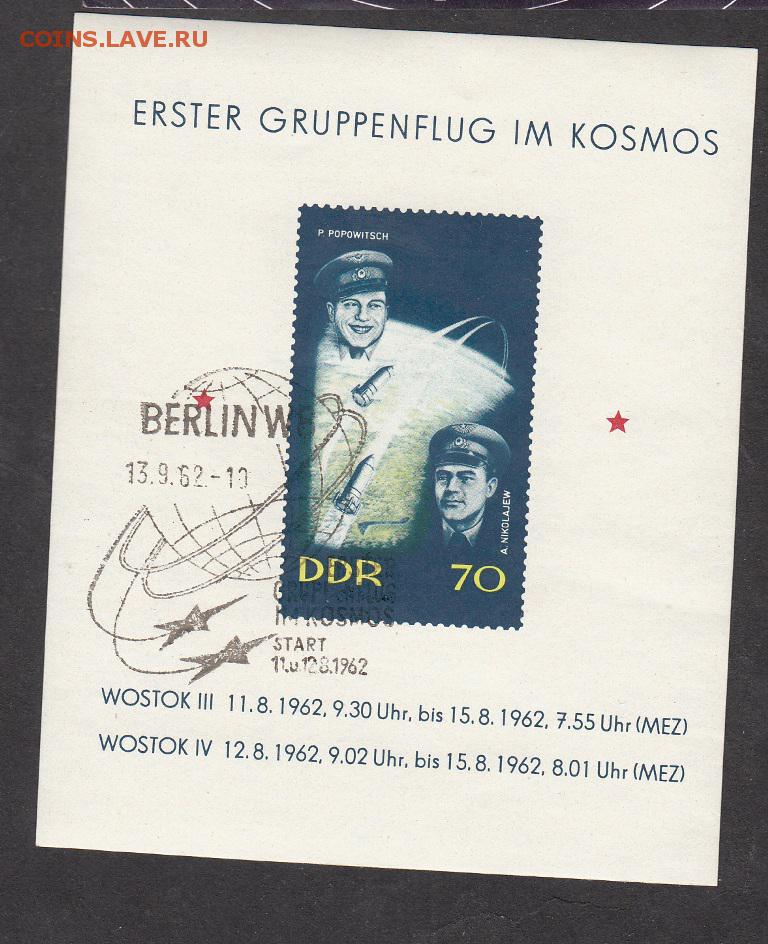 COINS.LAVE.RU
ERSTER GRUPPENFLUG IM KOSMOS
P. POPOWITSCH
BERLIN W
13.9.62.-10
A. NIKOLAJEW
DDR 70
IM KOSMOS
START
11.u.12.8.1962
WOSTOK III 11.8.1962, 9.30 Uhr, bis 15.8.1962, 7.55 Uhr (MEZ)
WOSTOK IV 12.8.1962, 9.02 Uhr, bis 15.8.1962, 8.01 Uhr (MEZ)